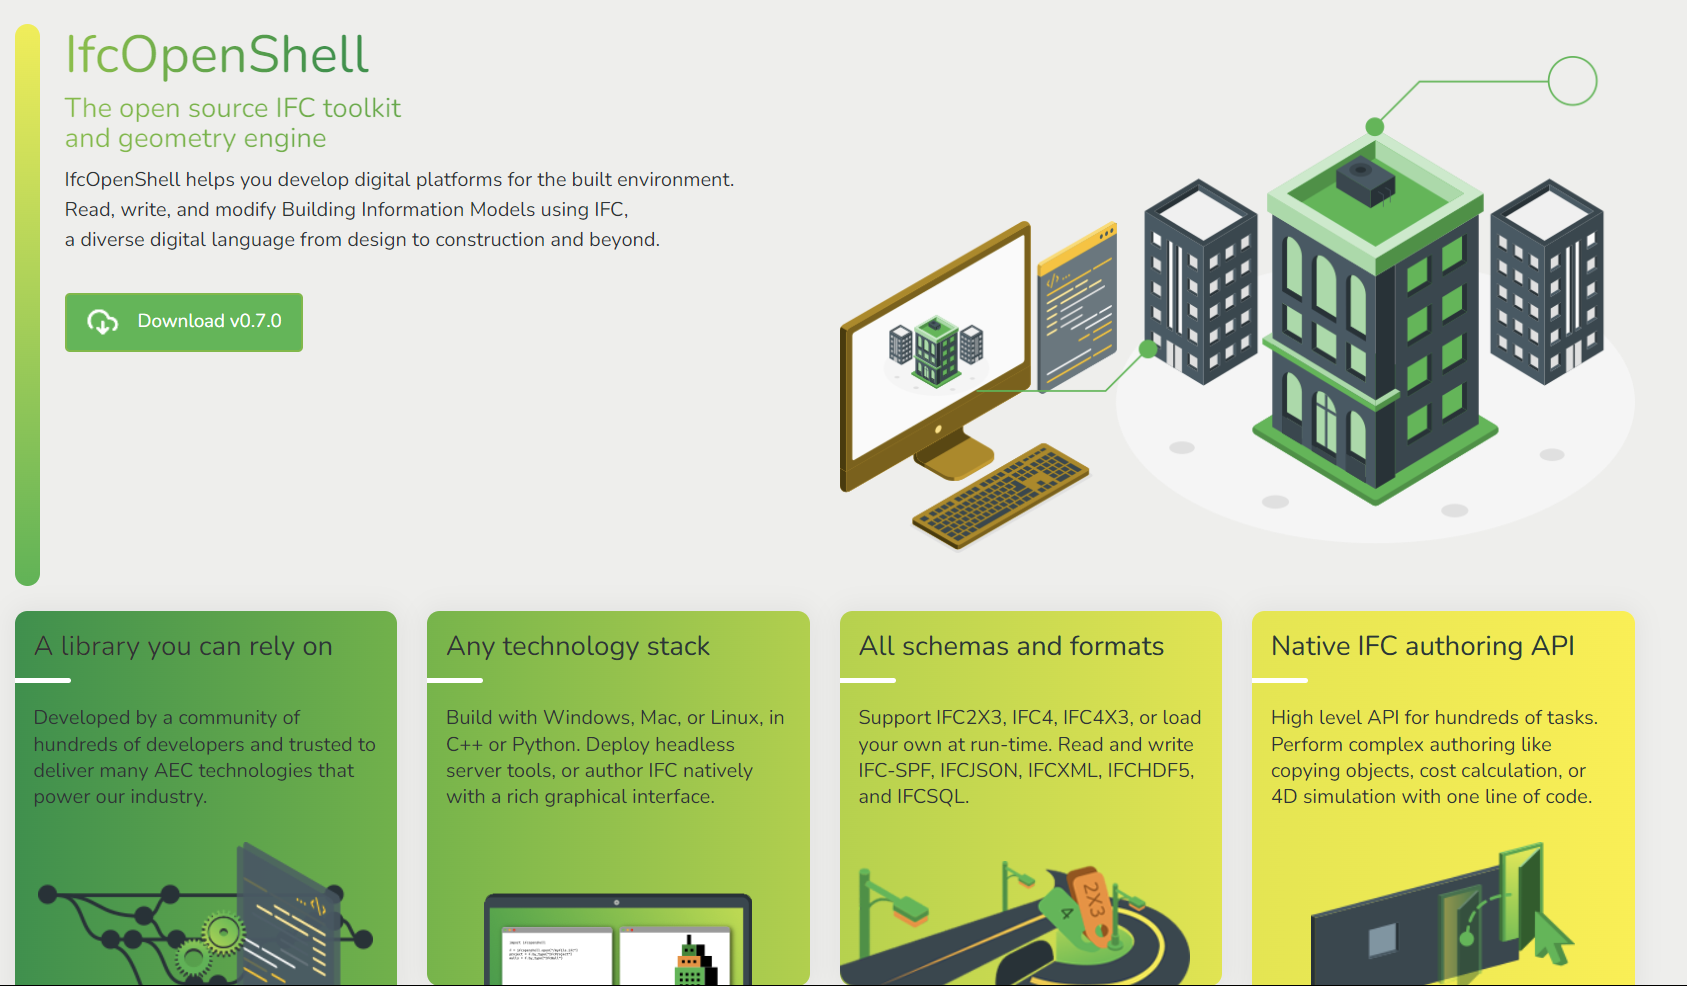 IfcOpenShell
The open source IFC toolkit
and geometry engine
IfcOpenShell helps you develop digital platforms for the built environment.
Read, write, and modify Building Information Models using IFC,
a diverse digital language from design to construction and beyond.
Download v0.7.0
A library you can rely on
Developed by a community of
hundreds of developers and trusted to
deliver many AEC technologies that
power our industry.
Any technology stack
Build with Windows, Mac, or Linux, in
C++ or Python. Deploy headless
server tools, or author IFC natively
with a rich graphical interface.
import ifcopenshell
All schemas and formats
Support IFC2X3, IFC4, IFC4X3, or load
your own at run-time. Read and write
IFC-SPF, IFCJSON, IFCXML, IFCHDF5,
and IFCSQL.
4
2X3
Native IFC authoring API
High level API for hundreds of tasks.
Perform complex authoring like
copying objects, cost calculation, or
4D simulation with one line of code.